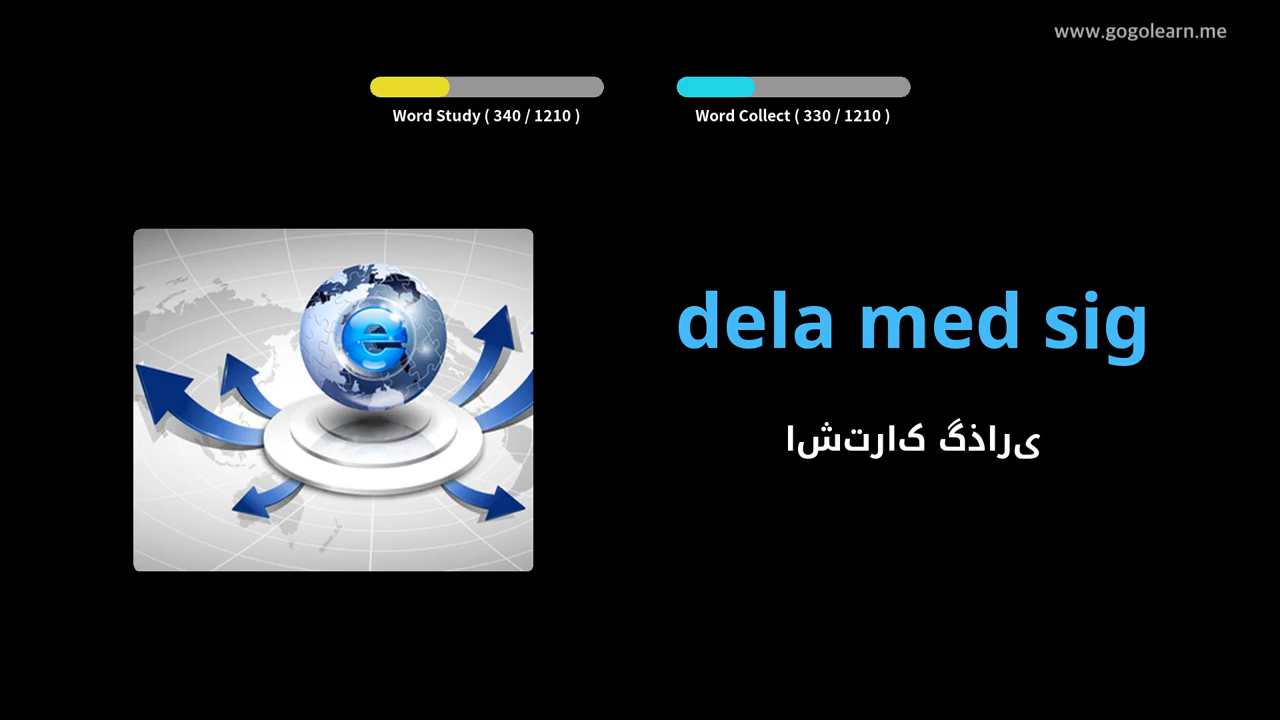 www.gogolearn.me
Word Study ( 340 / 1210 )
Word Collect ( 330 / 1210 )
e
dela med sig
اشتراک گذاری